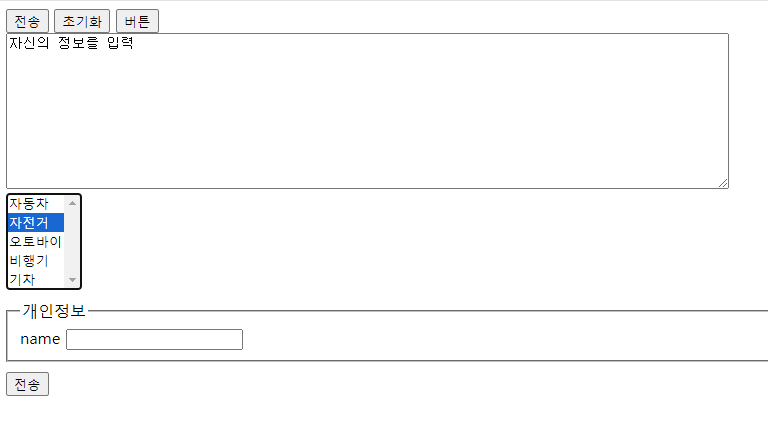 전송 초기화 버튼
자신의 정보를 입력
자동차
자전거
오토바이
비행기
기차
개인정보
name
전송